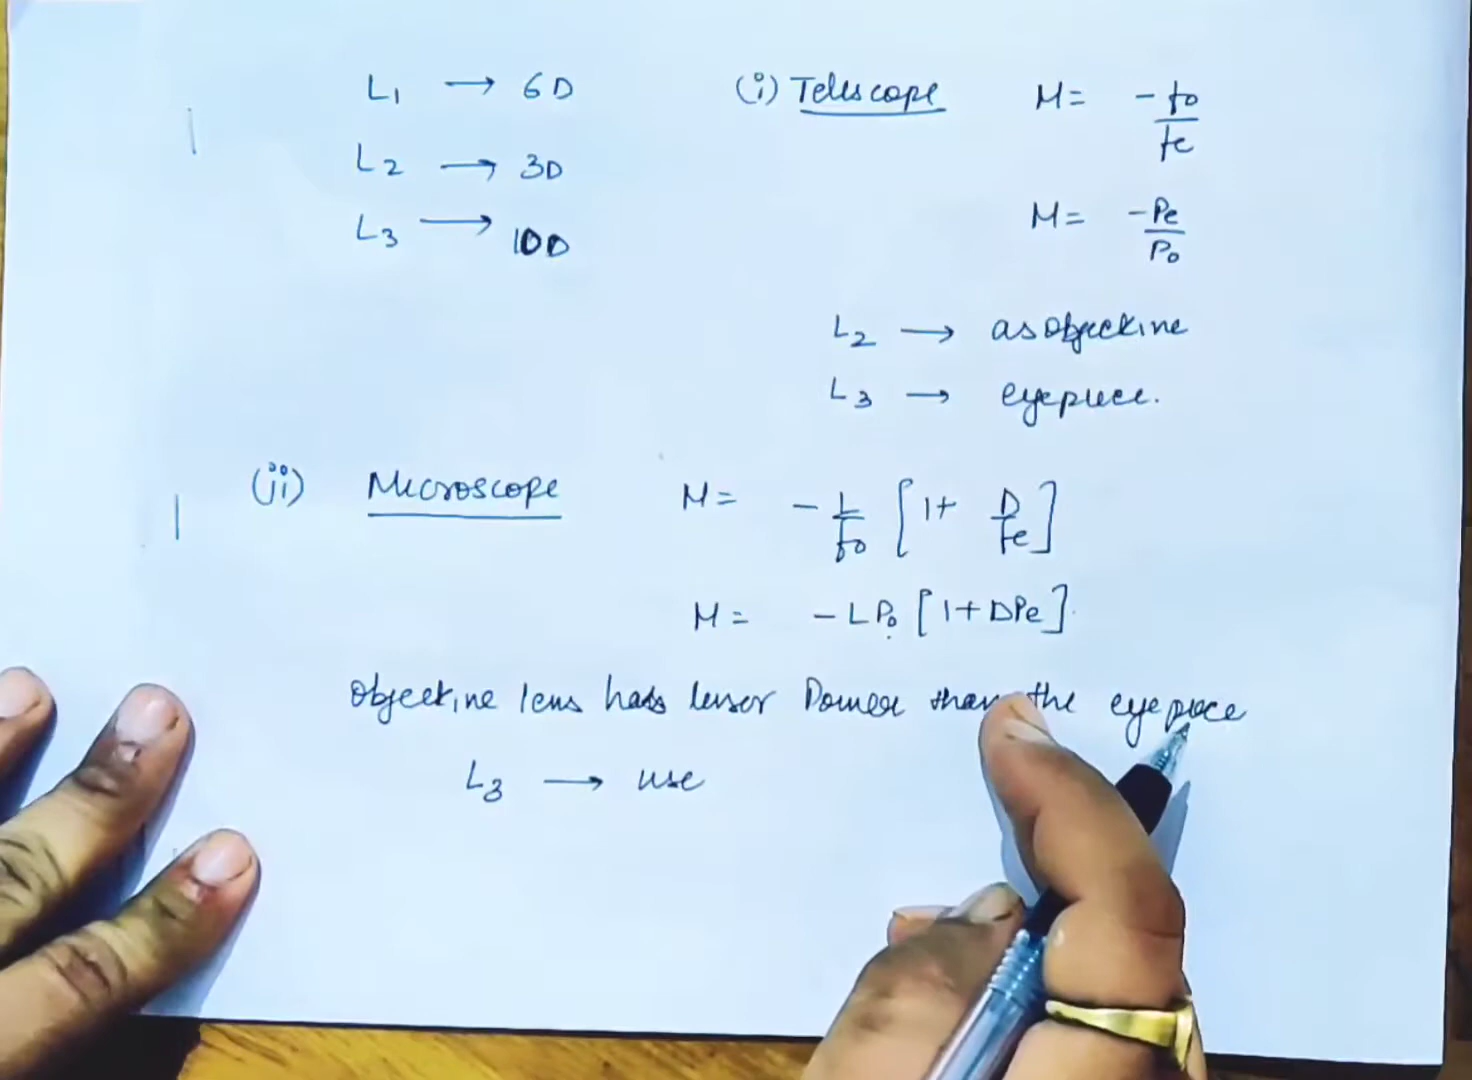 L1 → 6D
L2 → 3D
L3 → 10D
(i) Telescope M = -fo/fe
M = -Pe/Po
L2 → as objective
L3 → eyepiece.
(ii) Microscope M = -L/fo [1+ D/fe]
M = -LPo [1+DPe]
Objective lens has lesser Power than the eyepiece
L3 → use